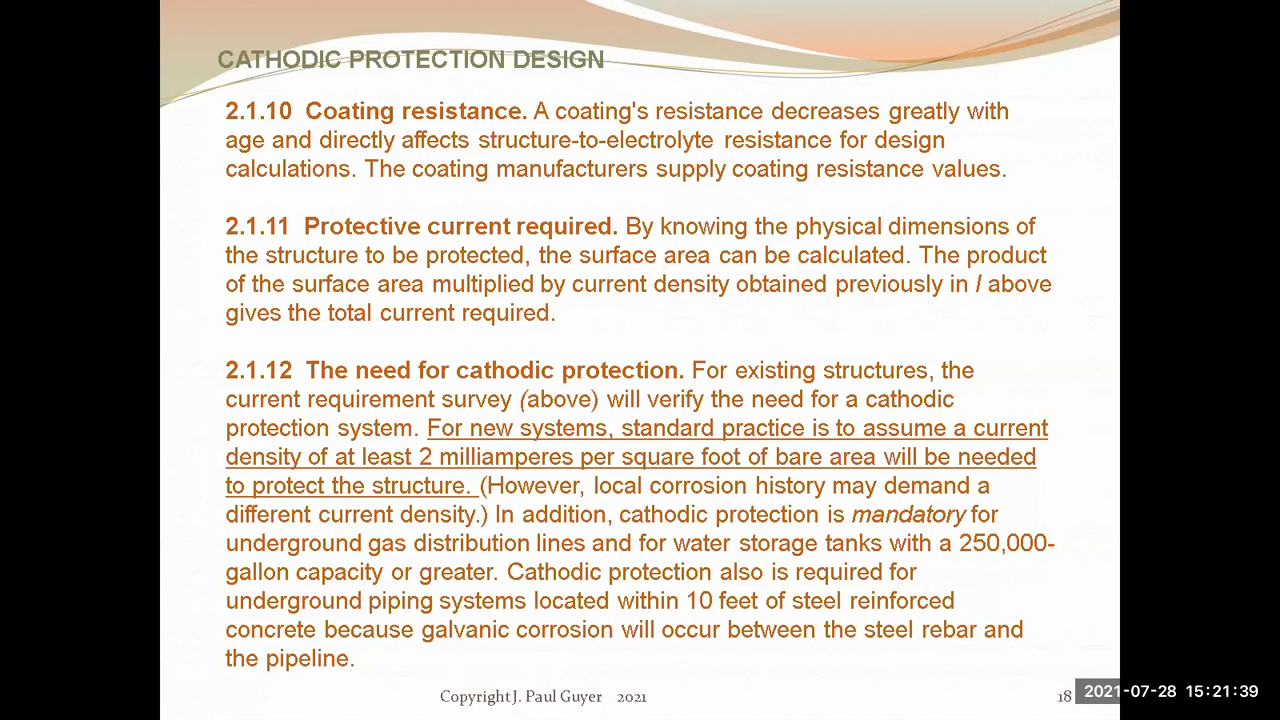 CATHODIC PROTECTION DESIGN
2.1.10 Coating resistance. A coating's resistance decreases greatly with
age and directly affects structure-to-electrolyte resistance for design
calculations. The coating manufacturers supply coating resistance values.
2.1.11 Protective current required. By knowing the physical dimensions of
the structure to be protected, the surface area can be calculated. The product
of the surface area multiplied by current density obtained previously in I above
gives the total current required.
2.1.12 The need for cathodic protection. For existing structures, the
current requirement survey (above) will verify the need for a cathodic
protection system. For new systems, standard practice is to assume a current
density of at least 2 milliamperes per square foot of bare area will be needed
to protect the structure. (However, local corrosion history may demand a
different current density.) In addition, cathodic protection is mandatory for
underground gas distribution lines and for water storage tanks with a 250,000-
gallon capacity or greater. Cathodic protection also is required for
underground piping systems located within 10 feet of steel reinforced
concrete because galvanic corrosion will occur between the steel rebar and
the pipeline.
Copyright J. Paul Guyer 2021
18
2021-07-28 15:21:39